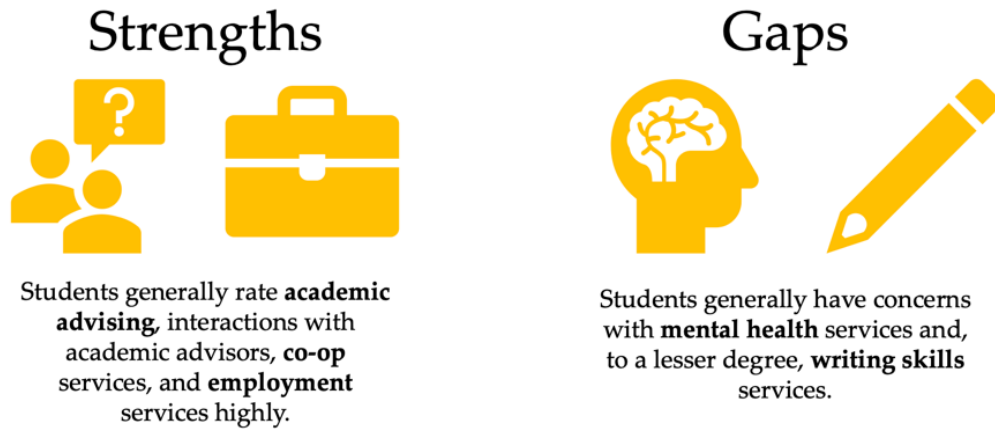 Strengths
?
Students generally rate academic
advising, interactions with
academic advisors, co-op
services, and employment
services highly.
Gaps
Students generally have concerns
with mental health services and,
to a lesser degree, writing skills
services.